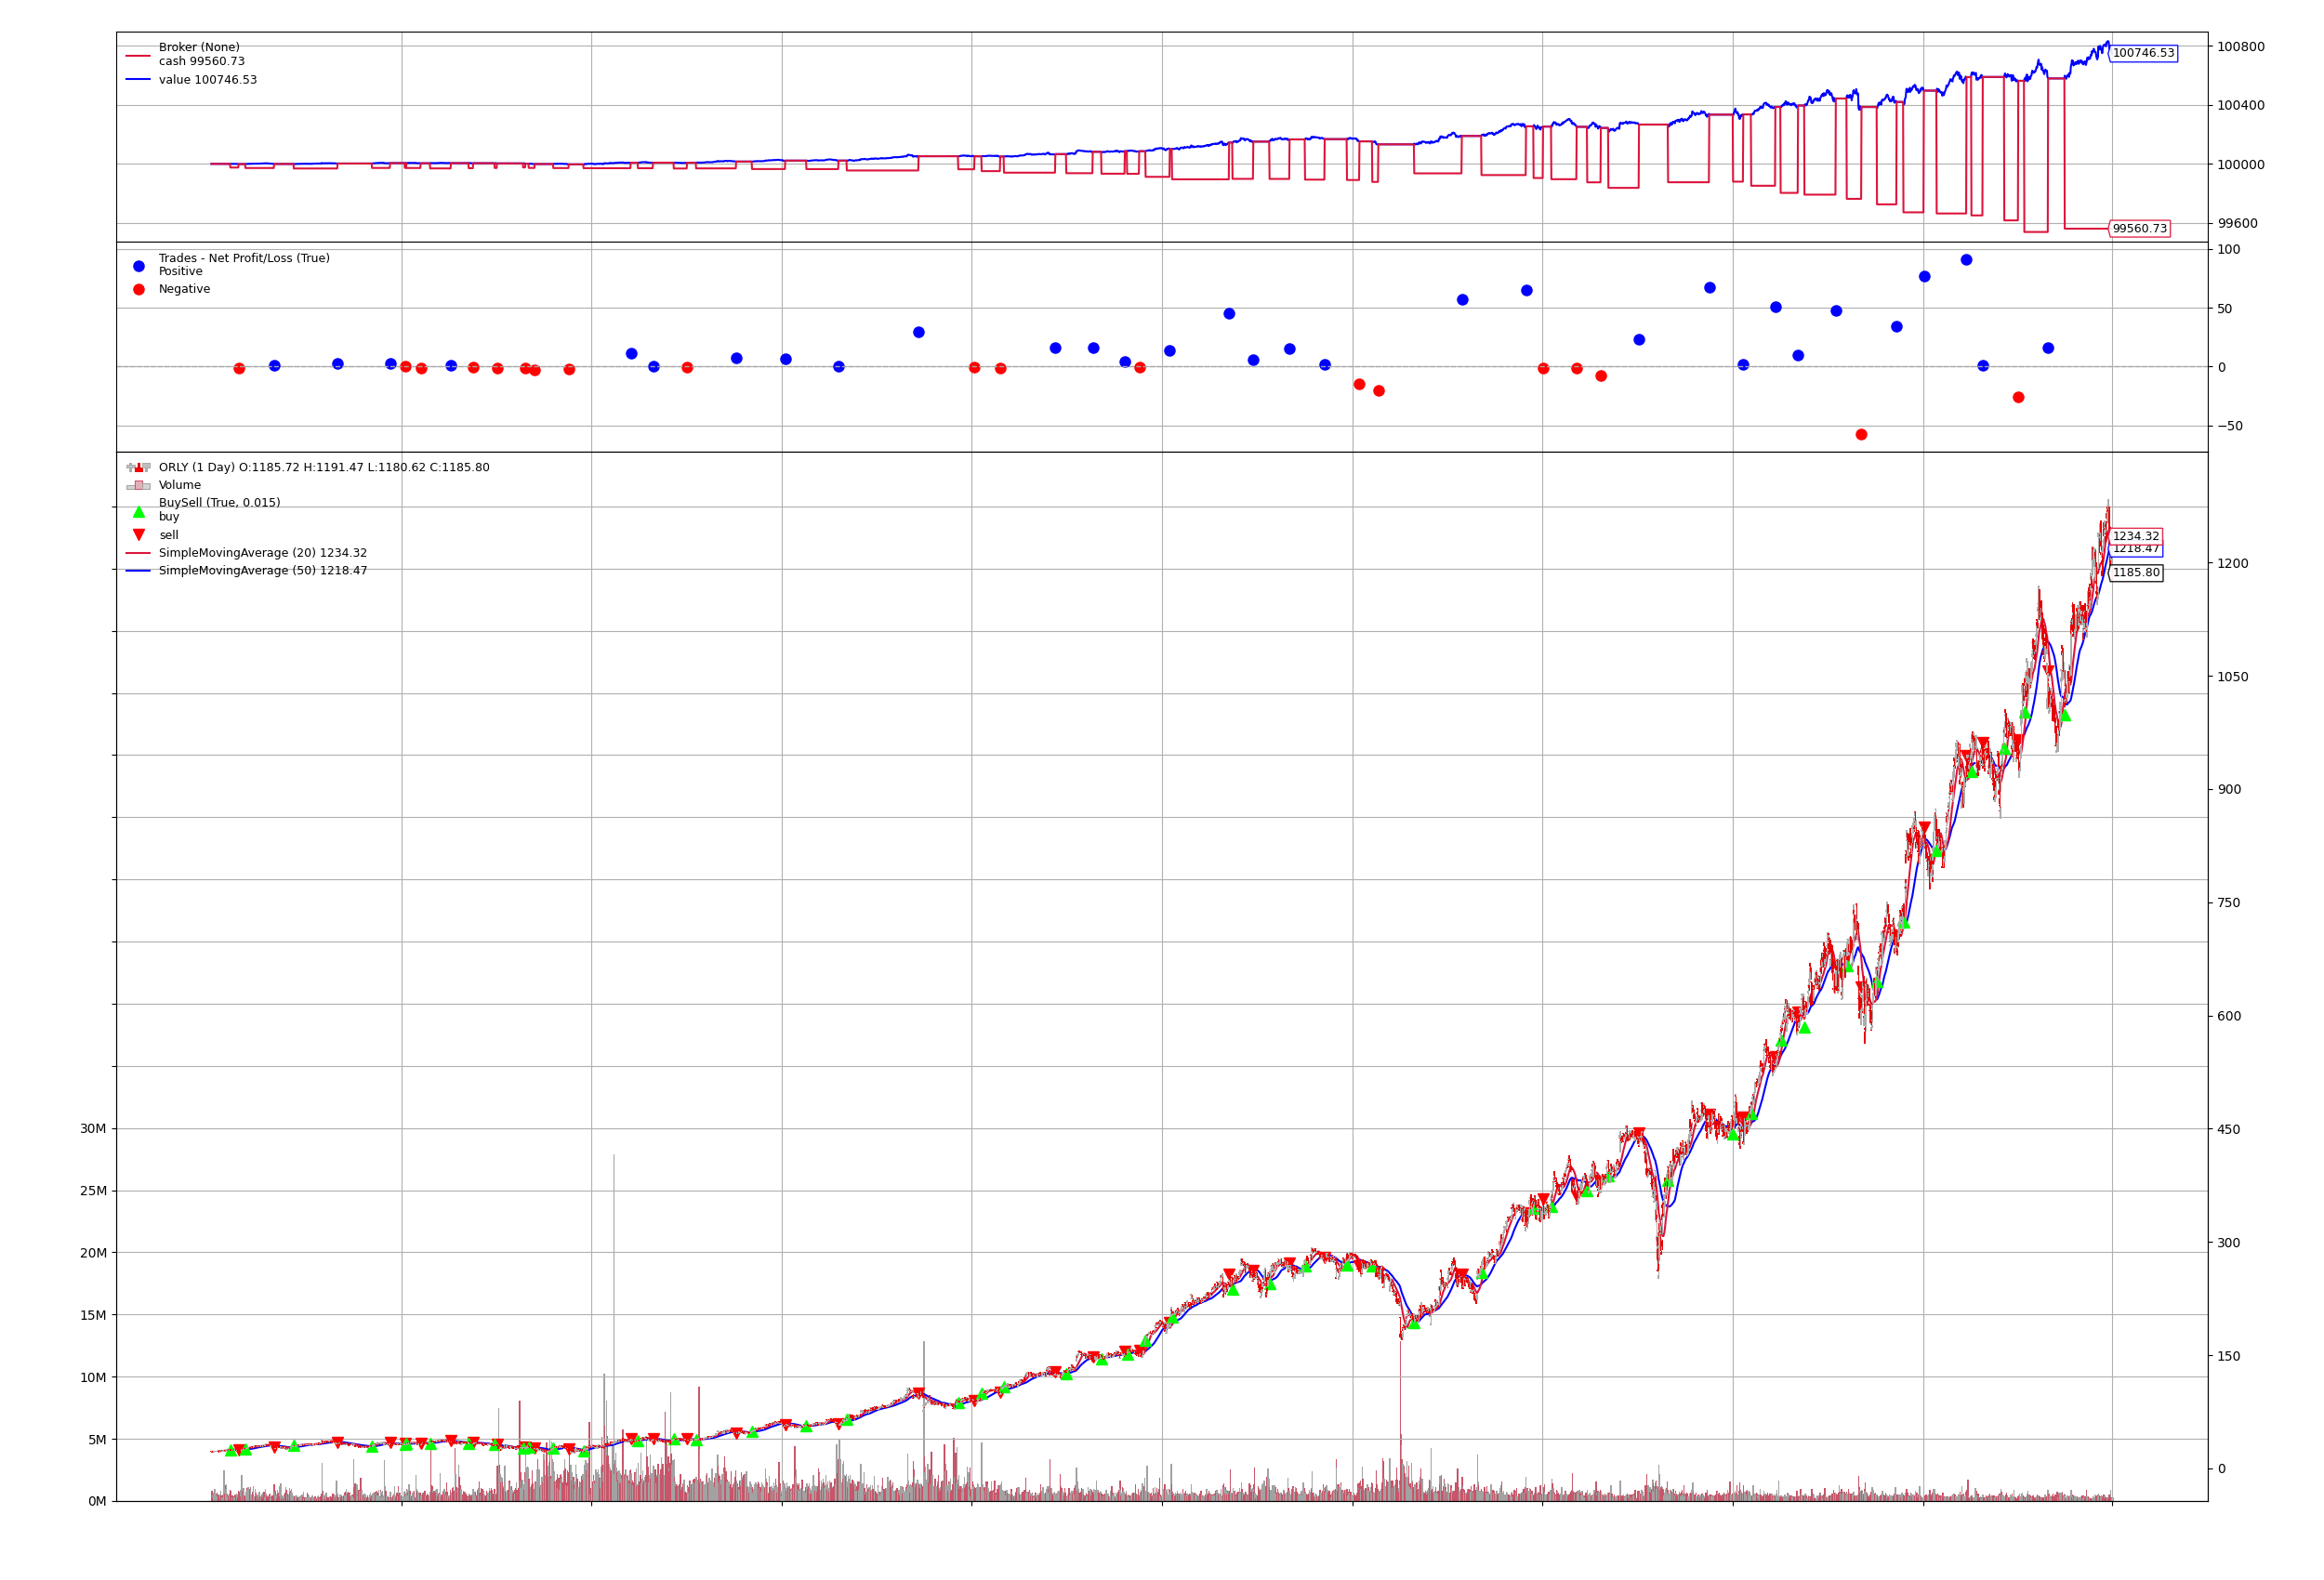 Broker (None)
cash 99560.73
value 100746.53
100800
100746.53
100400
100000
99600
99560.73
Trades - Net Profit/Loss (True)
Positive
Negative
100
50
0
−50
ORLY (1 Day) O:1185.72 H:1191.47 L:1180.62 C:1185.80
Volume
BuySell (True, 0.015)
buy
sell
SimpleMovingAverage (20) 1234.32
SimpleMovingAverage (50) 1218.47
1234.32
1218.47
1185.80
1200
1050
900
750
600
450
300
150
0
30M
25M
20M
15M
10M
5M
0M